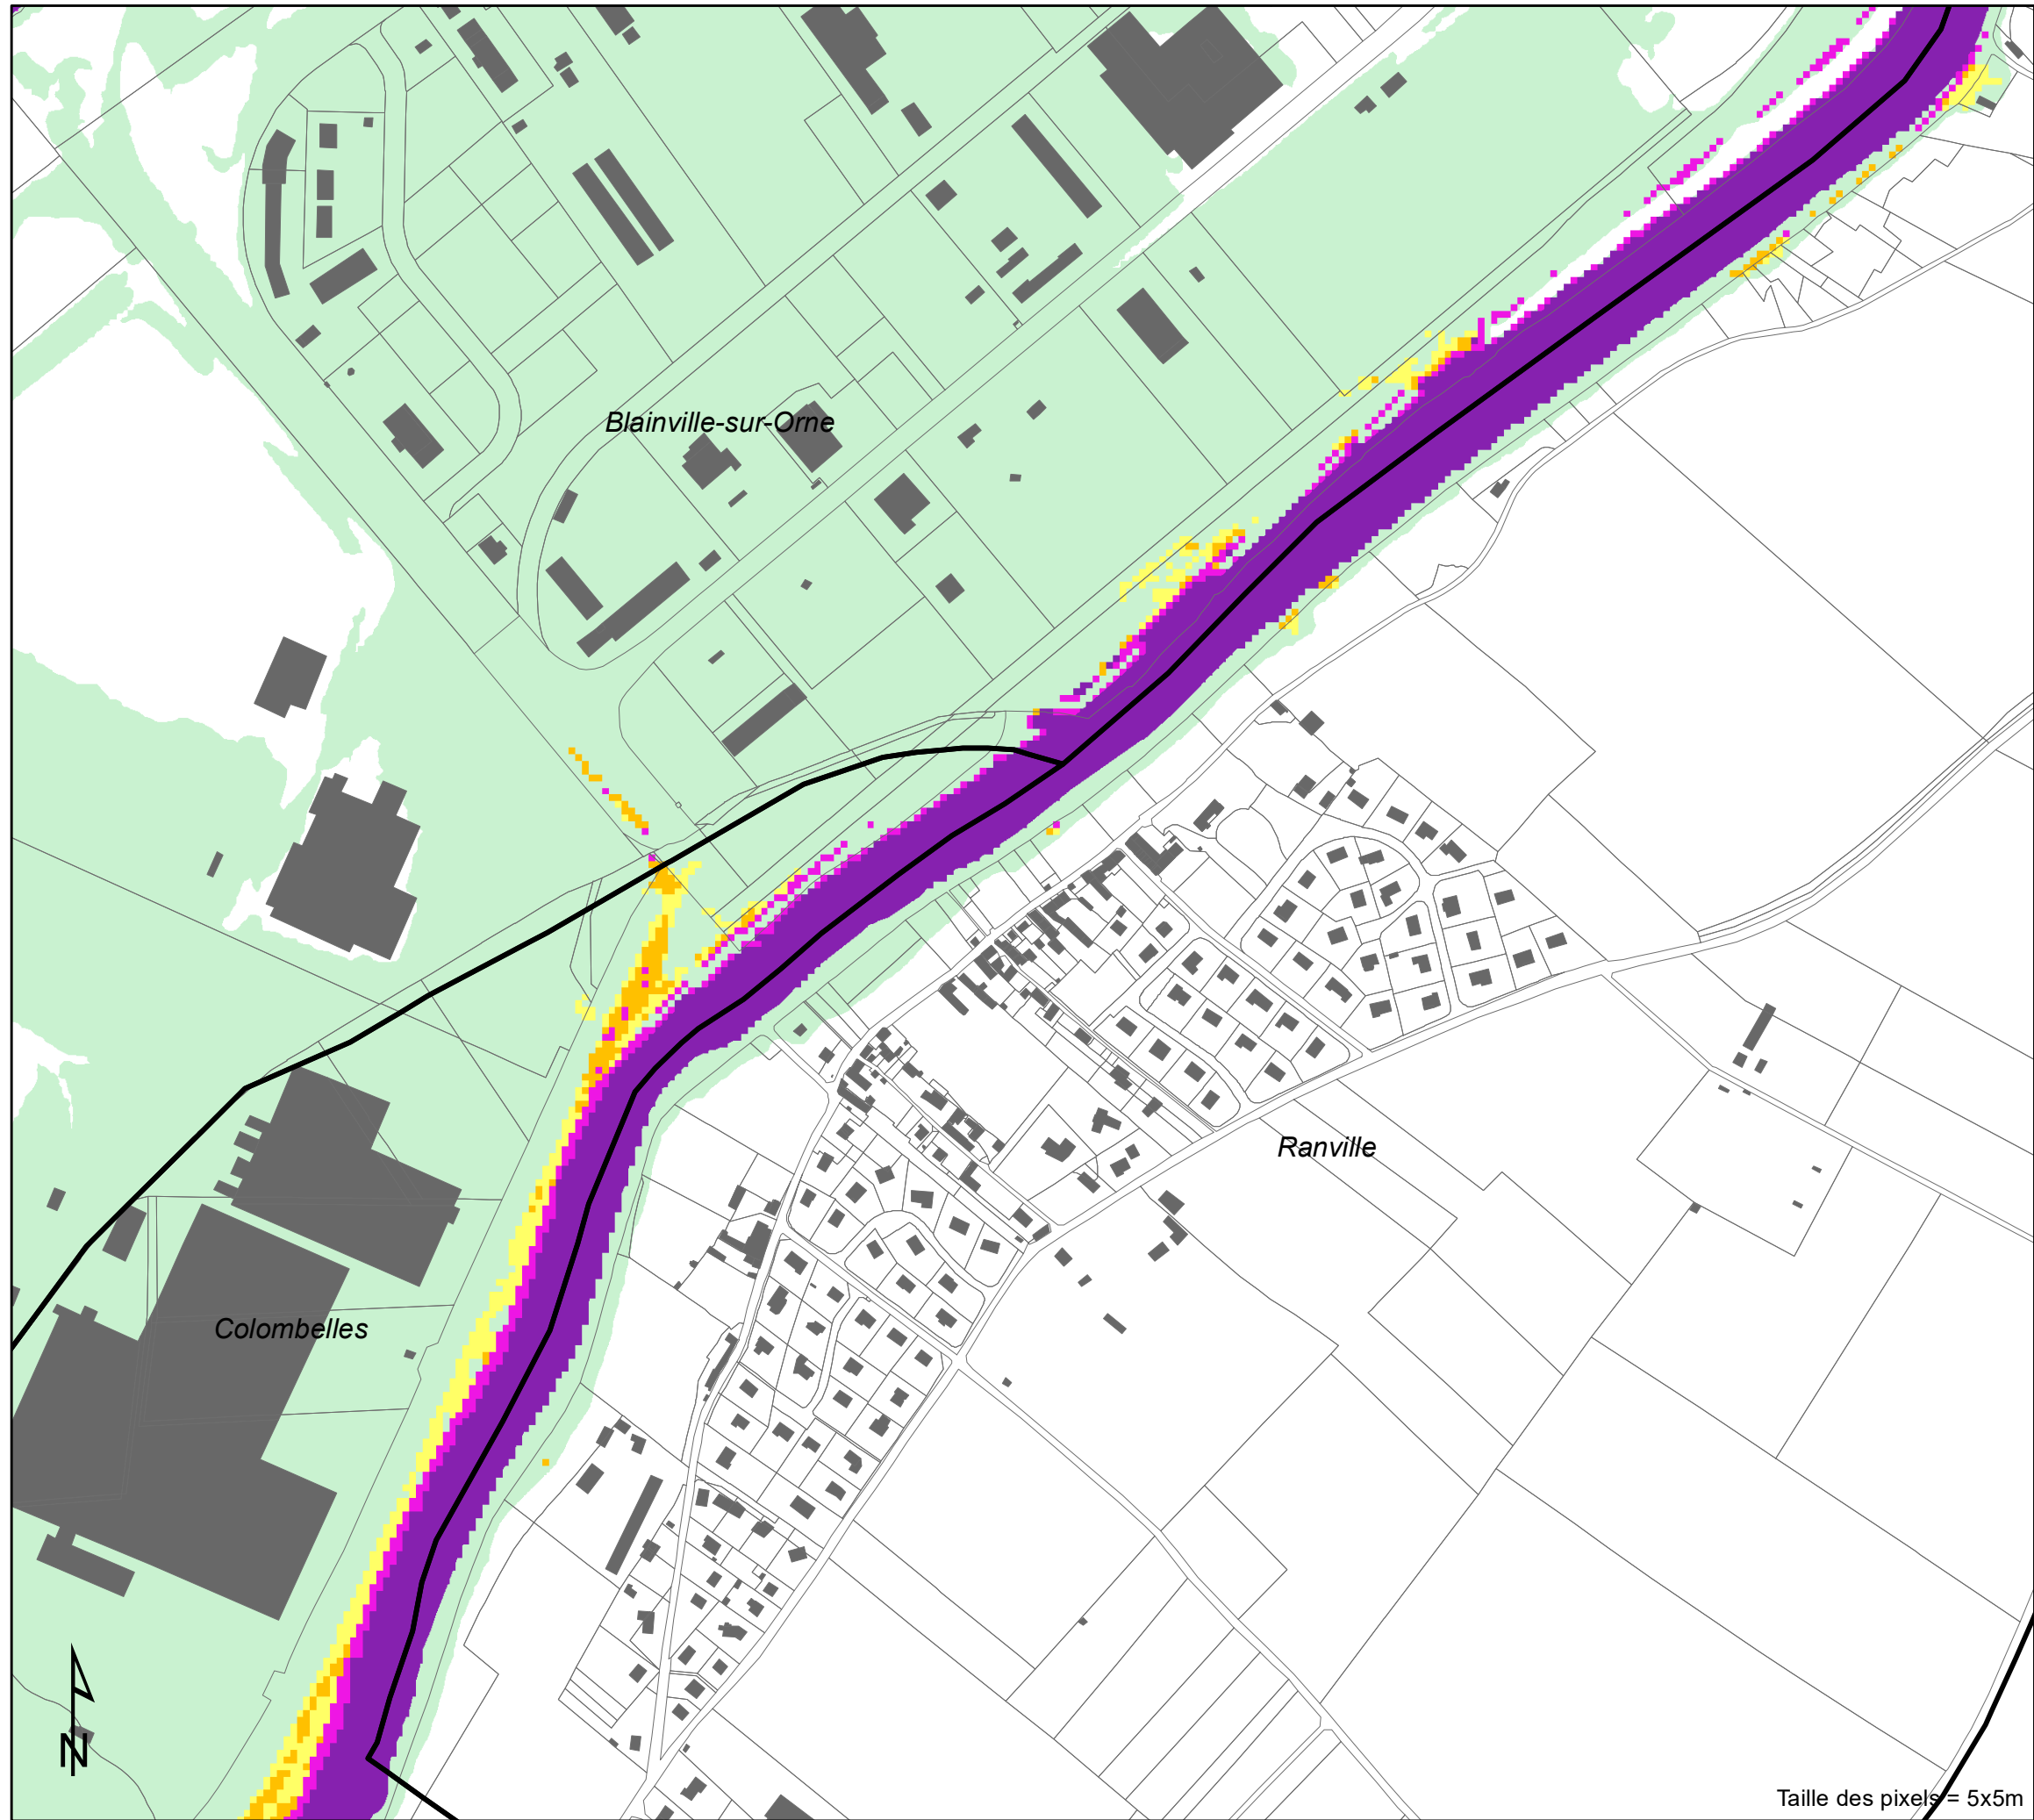 Blainville-sur-Orne
Ranville
Colombelles
N
Taille des pixels = 5x5m